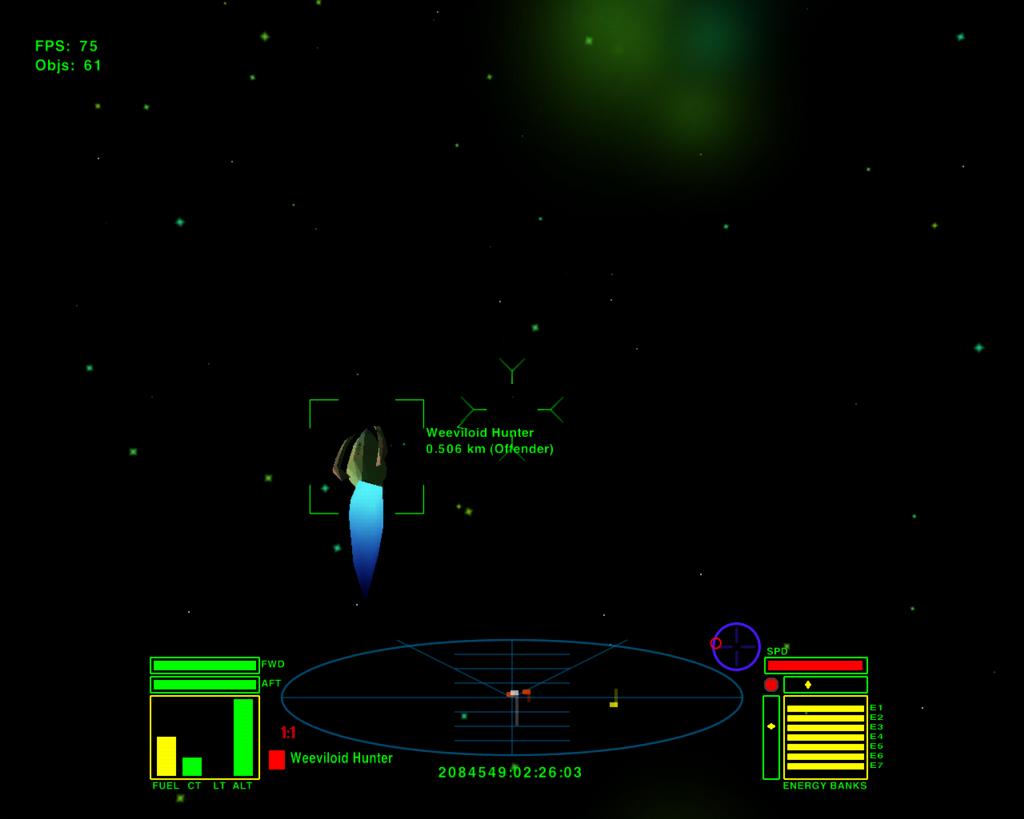 FPS: 75
Objs: 61
Weeviloid Hunter
0.506 km (Offender)
SPD
FWD
AFT
1:1
Weeviloid Hunter
E1
E2
E3
E4
E5
E6
E7
2084549:02:26:03
FUEL CT LT ALT
ENERGY BANKS